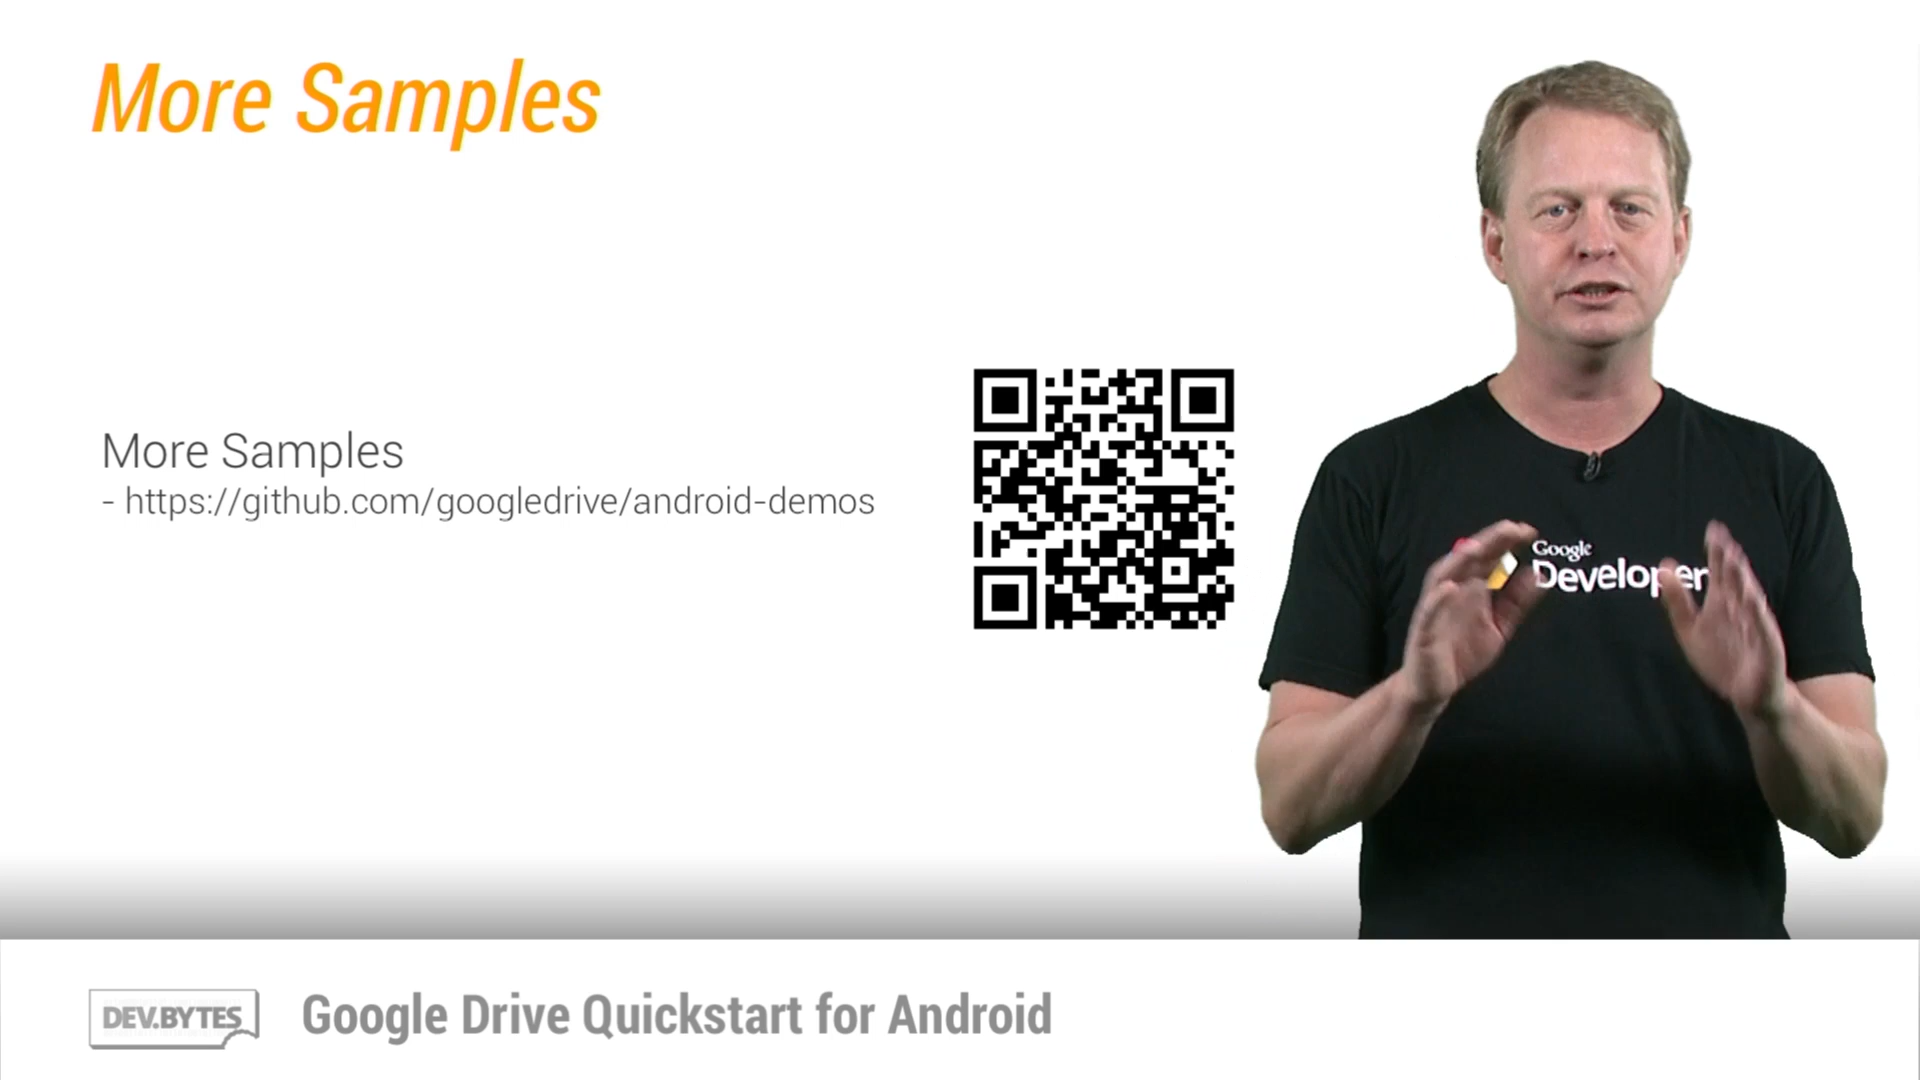 More Samples
More Samples
- https://github.com/googledrive/android-demos
Google
Developer
DEV.BYTES
Google Drive Quickstart for Android